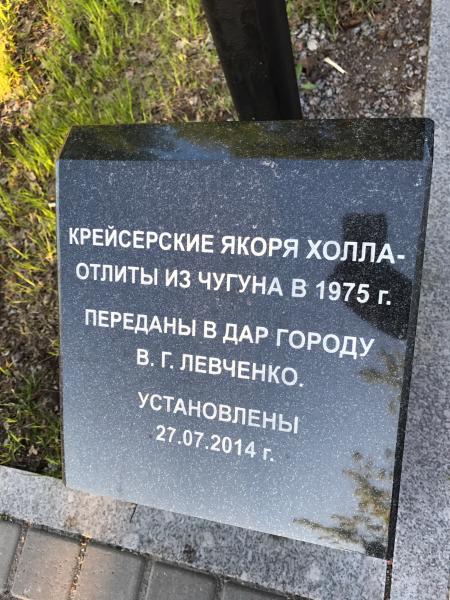 КРЕЙСЕРСКИЕ ЯКОРЯ ХОЛЛА-
ОТЛИТЫ ИЗ ЧУГУНА В 1975 г.
ПЕРЕДАНЫ В ДАР ГОРОДУ
В. Г. ЛЕВЧЕНКО.
УСТАНОВЛЕНЫ
27.07.2014 г.